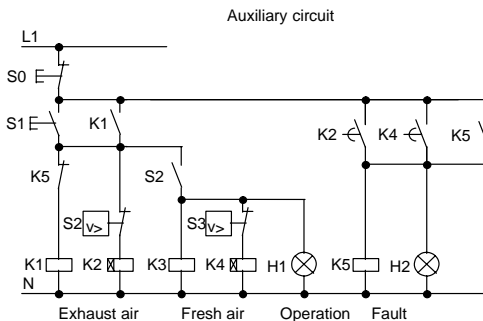 Auxiliary circuit
L1
S0
S1 K1 K2 K4 K5
K5 S2
S2 v> S3 v>
K1 K2 K3 K4 H1 K5 H2
N
Exhaust air Fresh air Operation Fault